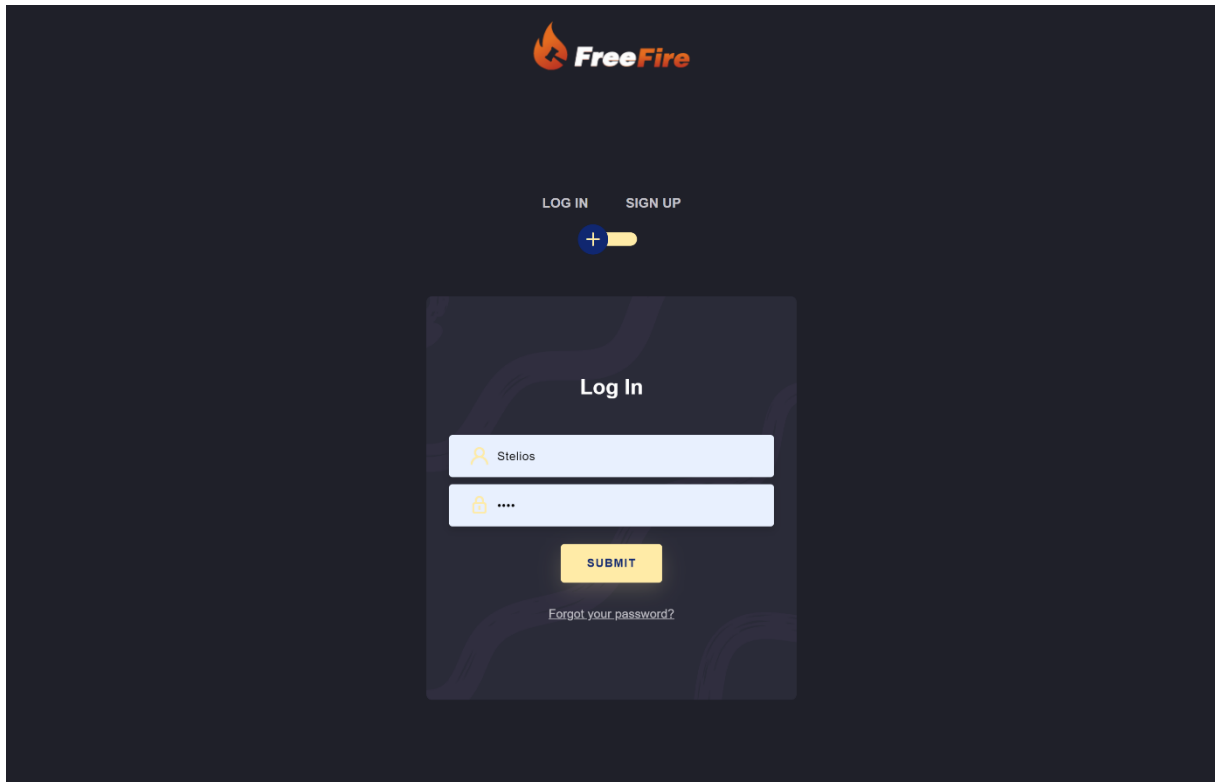 FreeFire
LOG IN SIGN UP
Log In
Stelios
••••
SUBMIT
Forgot your password?